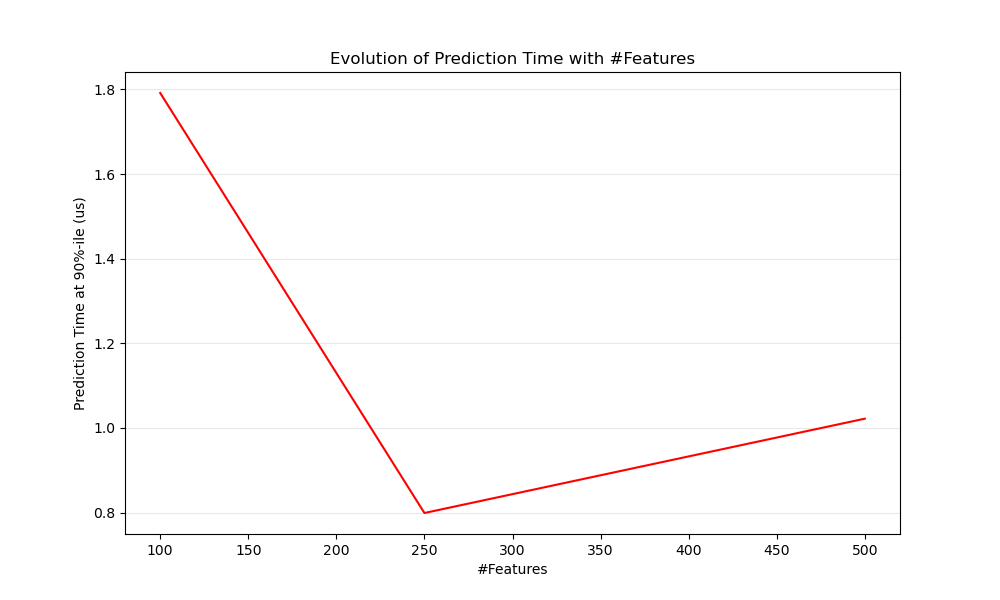 Evolution of Prediction Time with #Features
Prediction Time at 90%-ile (us)
1.8
1.6
1.4
1.2
1.0
0.8
100 150 200 250 300 350 400 450 500
#Features